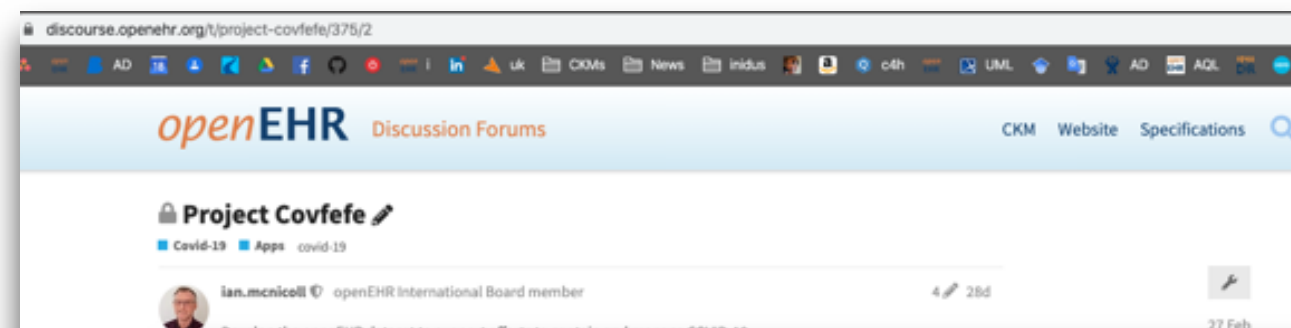 discourse.openehr.org/t/project-covfefe/375/2
AD i in uk CKMs News inidus a c4h UML AD AQL
openEHR Discussion Forums CKM Website Specifications
Project Covfefe
Covid-19 Apps covid-19
ian.mcnicoll openEHR International Board member 4 28d
27 Feb